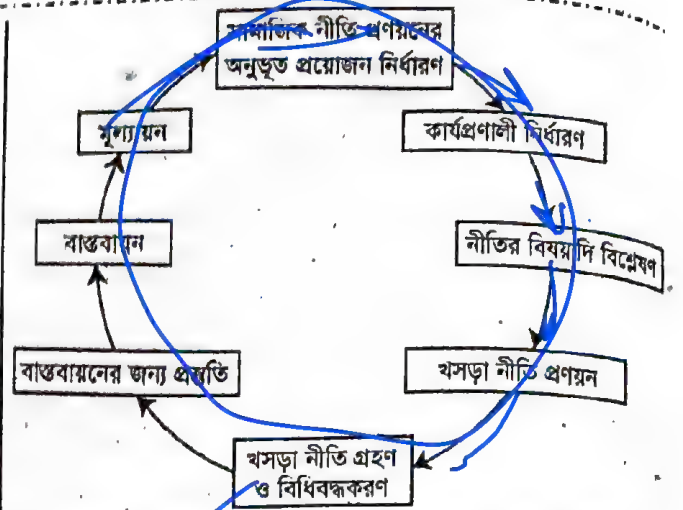 সামাজিক নীতি প্রণয়নের
অনুভূত প্রয়োজন নির্ধারণ
কার্যপ্রণালী নির্ধারণ
নীতির বিষয়াদি বিশ্লেষণ
খসড়া নীতি প্রণয়ন
খসড়া নীতি গ্রহণ
ও বিধিবদ্ধকরণ
বাস্তবায়নের জন্য প্রস্তুতি
বাস্তবায়ন
মূল্যায়ন